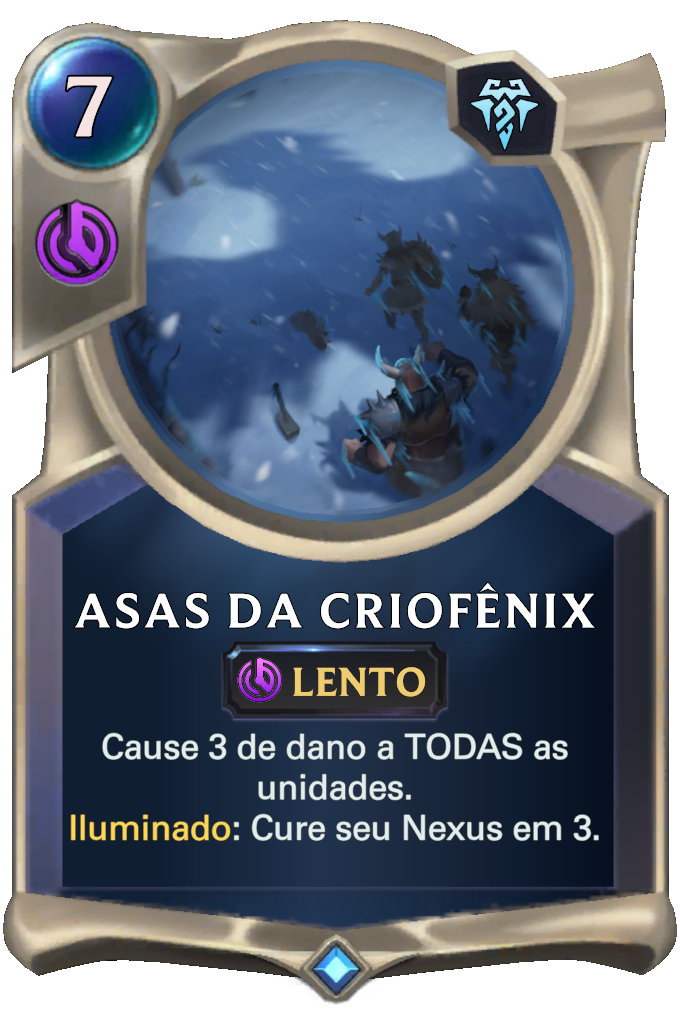 7
ASAS DA CRIOFÊNIX
LENTO
Cause 3 de dano a TODAS as
unidades.
Iluminado: Cure seu Nexus em 3.